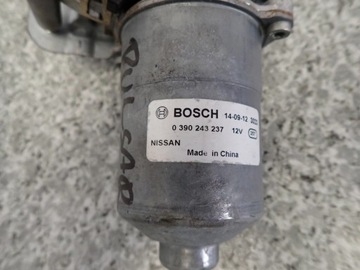 BOSCH 14-09-12
0 390 243 237 12V
NISSAN Made in China
PULSAR